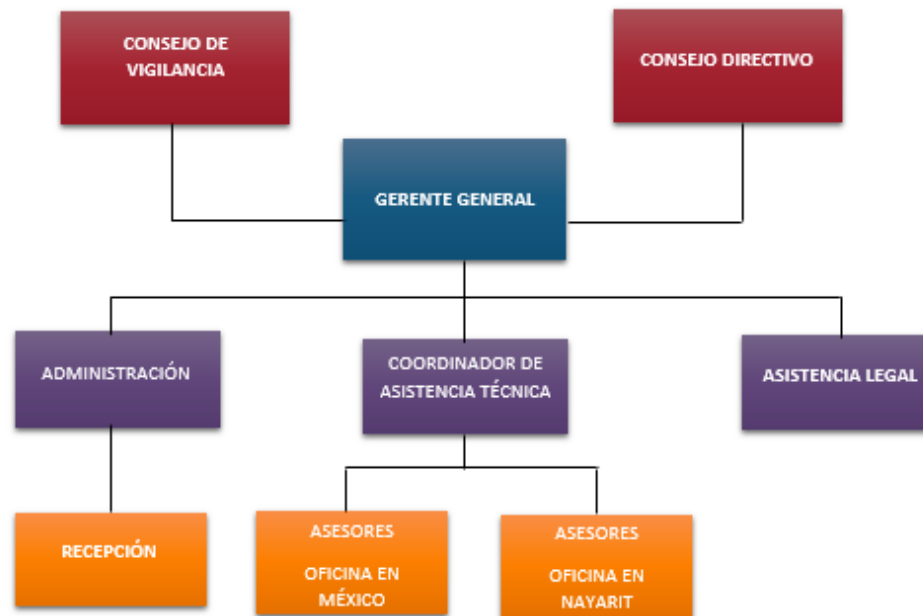 CONSEJO DE
VIGILANCIA
CONSEJO DIRECTIVO
GERENTE GENERAL
ADMINISTRACIÓN
COORDINADOR DE
ASISTENCIA TÉCNICA
ASISTENCIA LEGAL
RECEPCIÓN
ASESORES
OFICINA EN
MÉXICO
ASESORES
OFICINA EN
NAYARIT